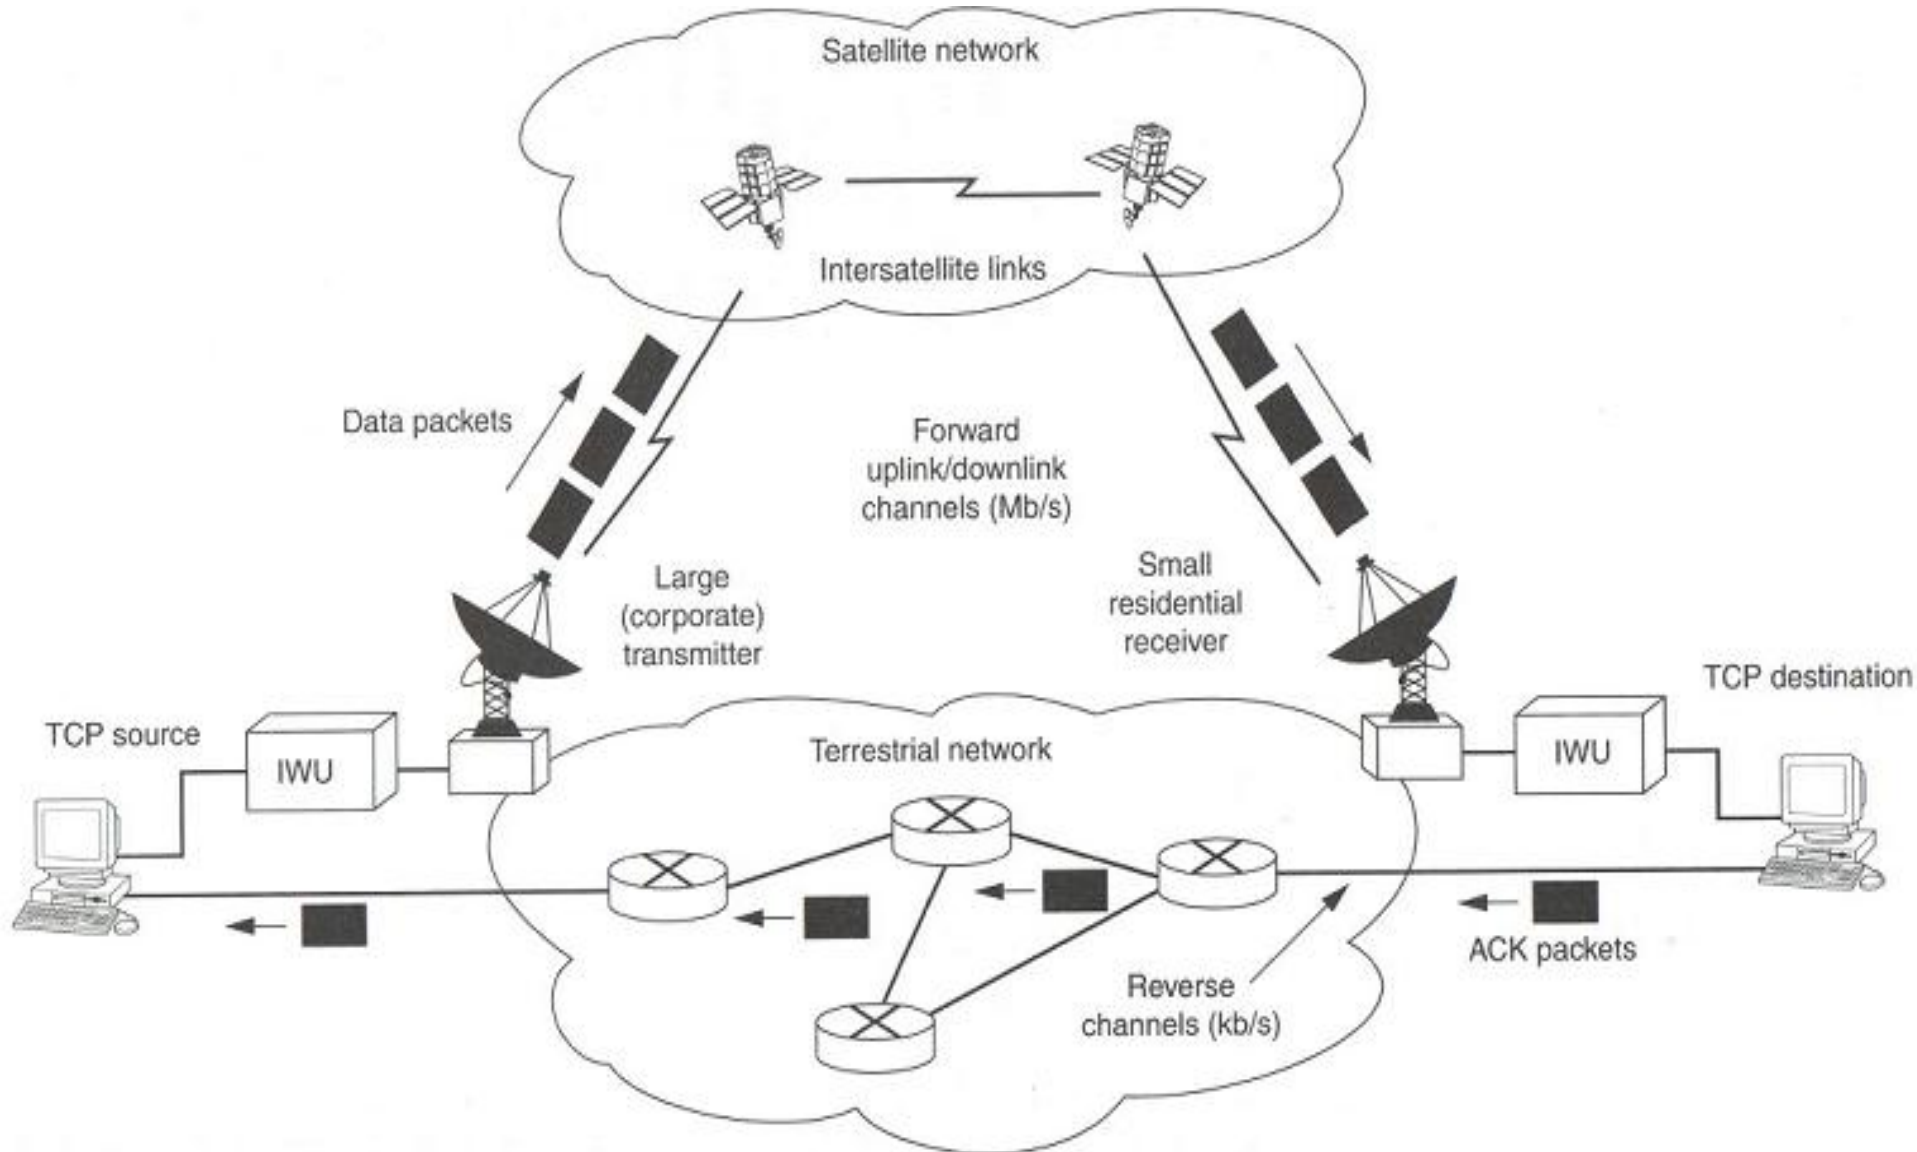 Satellite network
Intersatellite links
Data packets
Forward
uplink/downlink
channels (Mb/s)
Large
(corporate)
transmitter
Small
residential
receiver
TCP source
IWU
Terrestrial network
IWU
TCP destination
ACK packets
Reverse
channels (kb/s)